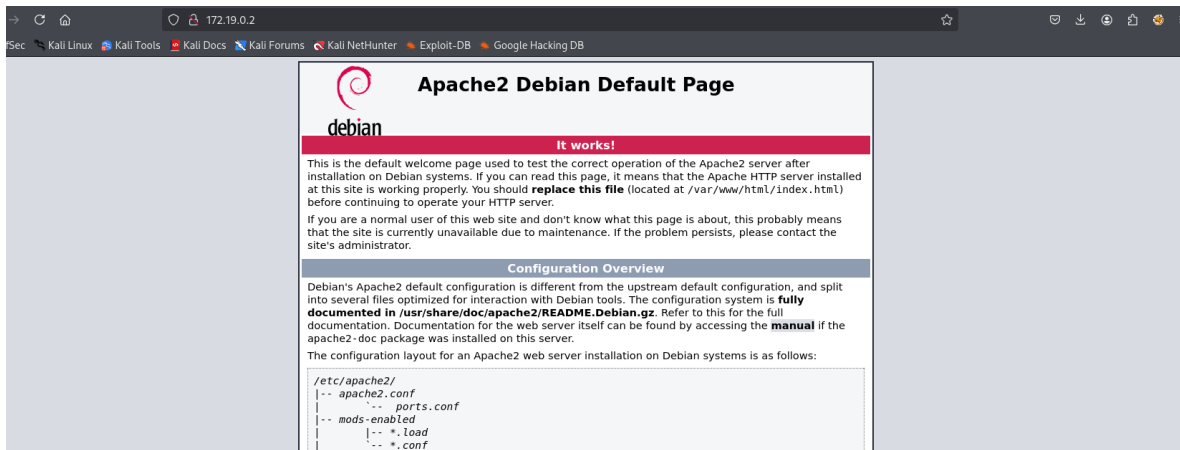 172.19.0.2
fSec Kali Linux Kali Tools Kali Docs Kali Forums Kali NetHunter Exploit-DB Google Hacking DB
debian
Apache2 Debian Default Page
It works!
This is the default welcome page used to test the correct operation of the Apache2 server after
installation on Debian systems. If you can read this page, it means that the Apache HTTP server installed
at this site is working properly. You should replace this file (located at /var/www/html/index.html)
before continuing to operate your HTTP server.
If you are a normal user of this web site and don't know what this page is about, this probably means
that the site is currently unavailable due to maintenance. If the problem persists, please contact the
site's administrator.
Configuration Overview
Debian's Apache2 default configuration is different from the upstream default configuration, and split
into several files optimized for interaction with Debian tools. The configuration system is fully
documented in /usr/share/doc/apache2/README.Debian.gz. Refer to this for the full
documentation. Documentation for the web server itself can be found by accessing the manual if the
apache2-doc package was installed on this server.
The configuration layout for an Apache2 web server installation on Debian systems is as follows:
/etc/apache2/
|-- apache2.conf
|       `--  ports.conf
|-- mods-enabled
|       |-- *.load
|       `-- *.conf